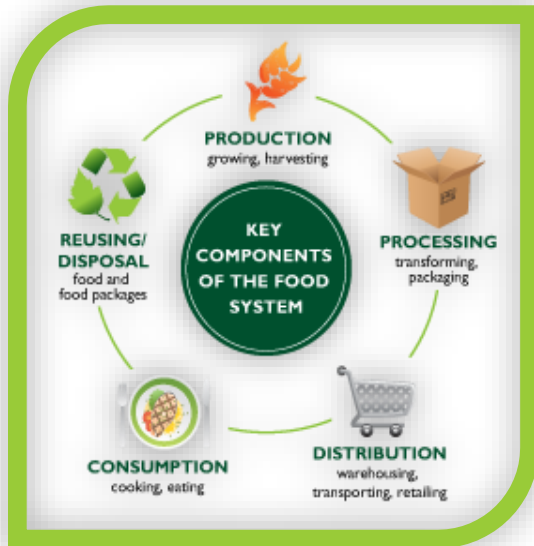 PRODUCTION
growing, harvesting
PROCESSING
transforming,
packaging
DISTRIBUTION
warehousing,
transporting, retailing
CONSUMPTION
cooking, eating
REUSING/
DISPOSAL
food and
food packages
KEY
COMPONENTS
OF THE FOOD
SYSTEM